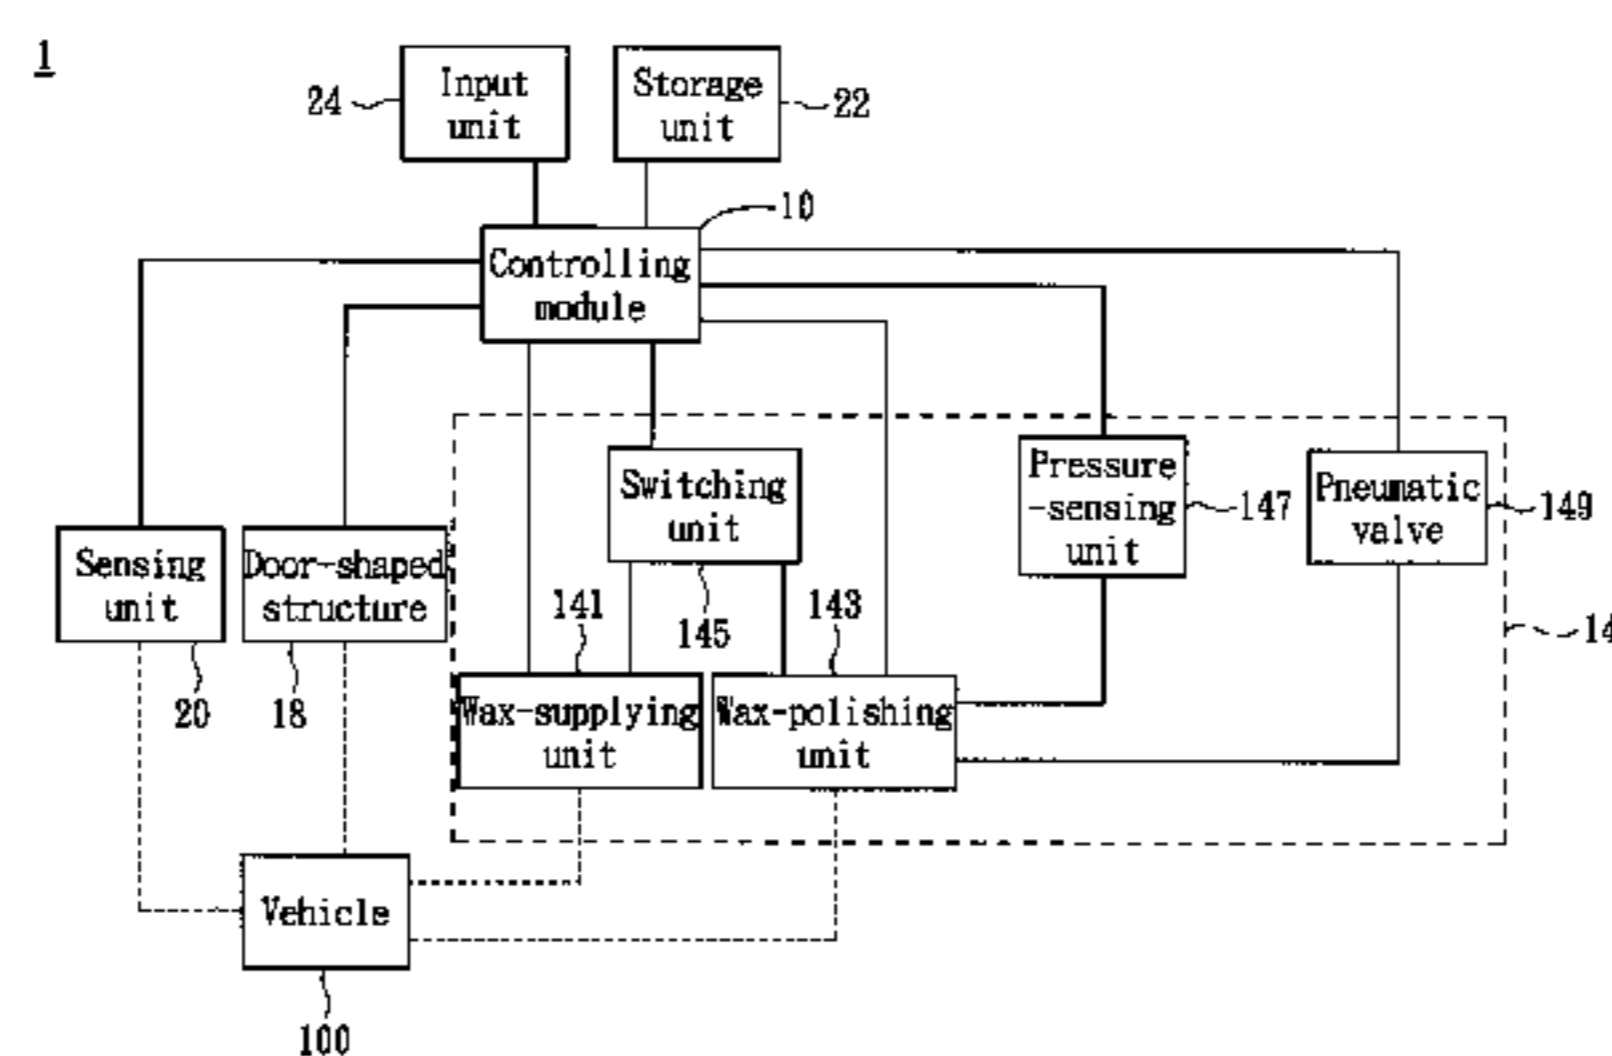 1
Input
unit
24
Storage
unit
22
10
Controlling
module
Switching
unit
Pressure
-sensing
unit
147
Pneumatic
valve
149
Sensing
unit
Door-shaped
structure
141
145
143
14
20
18
Wax-supplying
unit
Wax-polishing
unit
Vehicle
100